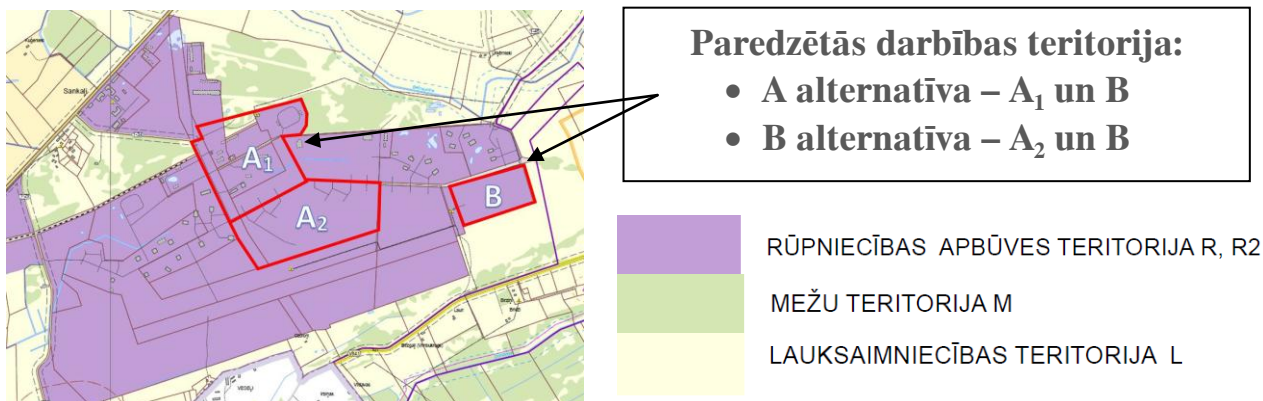 Paredzētās darbības teritorija:
• A alternatīva – A₁ un B
• B alternatīva – A₂ un B
Sankaļi
A₁
A₂
B
RŪPNIECĪBAS APBŪVES TERITORIJA R, R2
MEŽU TERITORIJA M
LAUKSAIMNIECĪBAS TERITORIJA L